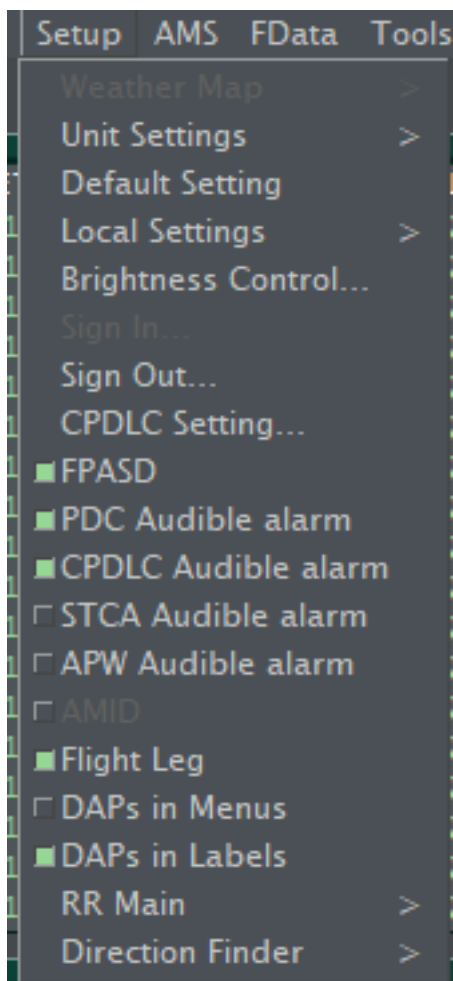 Setup AMS FData Tools
Weather Map >
Unit Settings >
Default Setting
Local Settings >
Brightness Control...
Sign In...
Sign Out...
CPDLC Setting...
FPASD
PDC Audible alarm
CPDLC Audible alarm
STCA Audible alarm
APW Audible alarm
AMID
Flight Leg
DAPs in Menus
DAPs in Labels
RR Main >
Direction Finder >